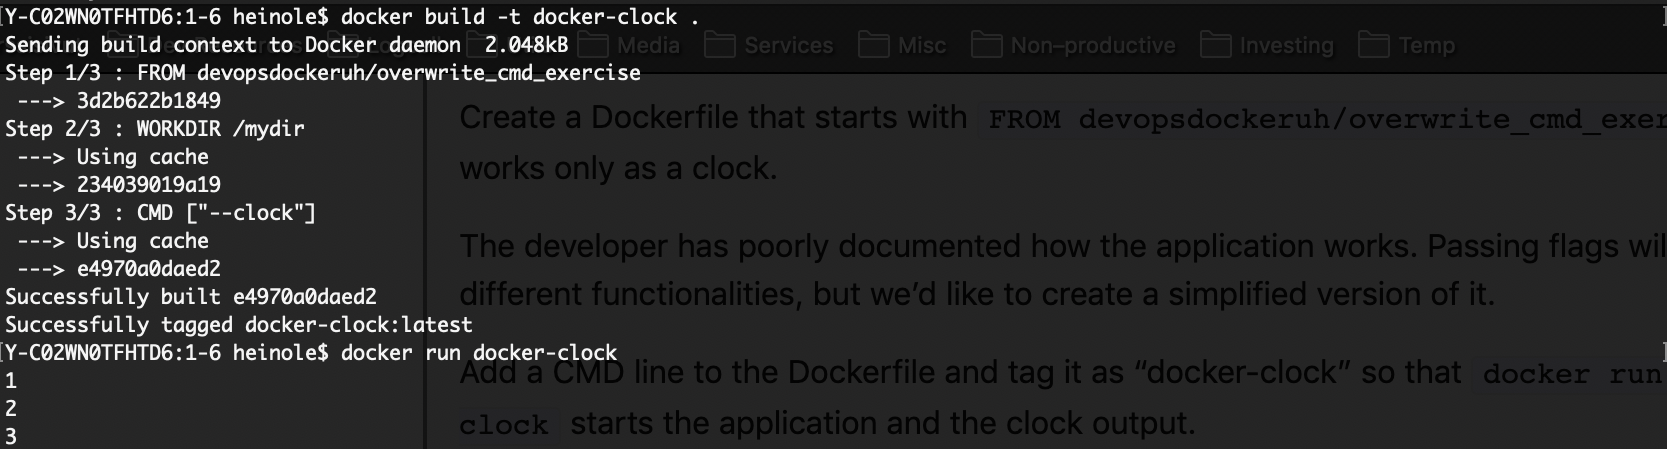 [Y-C02WN0TFHTD6:1-6 heinole$ docker build -t docker-clock .
Sending build context to Docker daemon  2.048kB
Media
Services
Misc
Non-productive
Investing
Temp
Step 1/3 : FROM devopsdockeruh/overwrite_cmd_exercise
 ---> 3d2b622b1849
Step 2/3 : WORKDIR /mydir
 ---> Using cache
 ---> 234039019a19
Step 3/3 : CMD ["--clock"]
 ---> Using cache
 ---> e4970a0daed2
Successfully built e4970a0daed2
Successfully tagged docker-clock:latest
[Y-C02WN0TFHTD6:1-6 heinole$ docker run docker-clock
1
2
3
Create a Dockerfile that starts with FROM devopsdockeruh/overwrite_cmd_exer
works only as a clock.
The developer has poorly documented how the application works. Passing flags wil
different functionalities, but we’d like to create a simplified version of it.
Add a CMD line to the Dockerfile and tag it as “docker-clock” so that docker run
clock starts the application and the clock output.